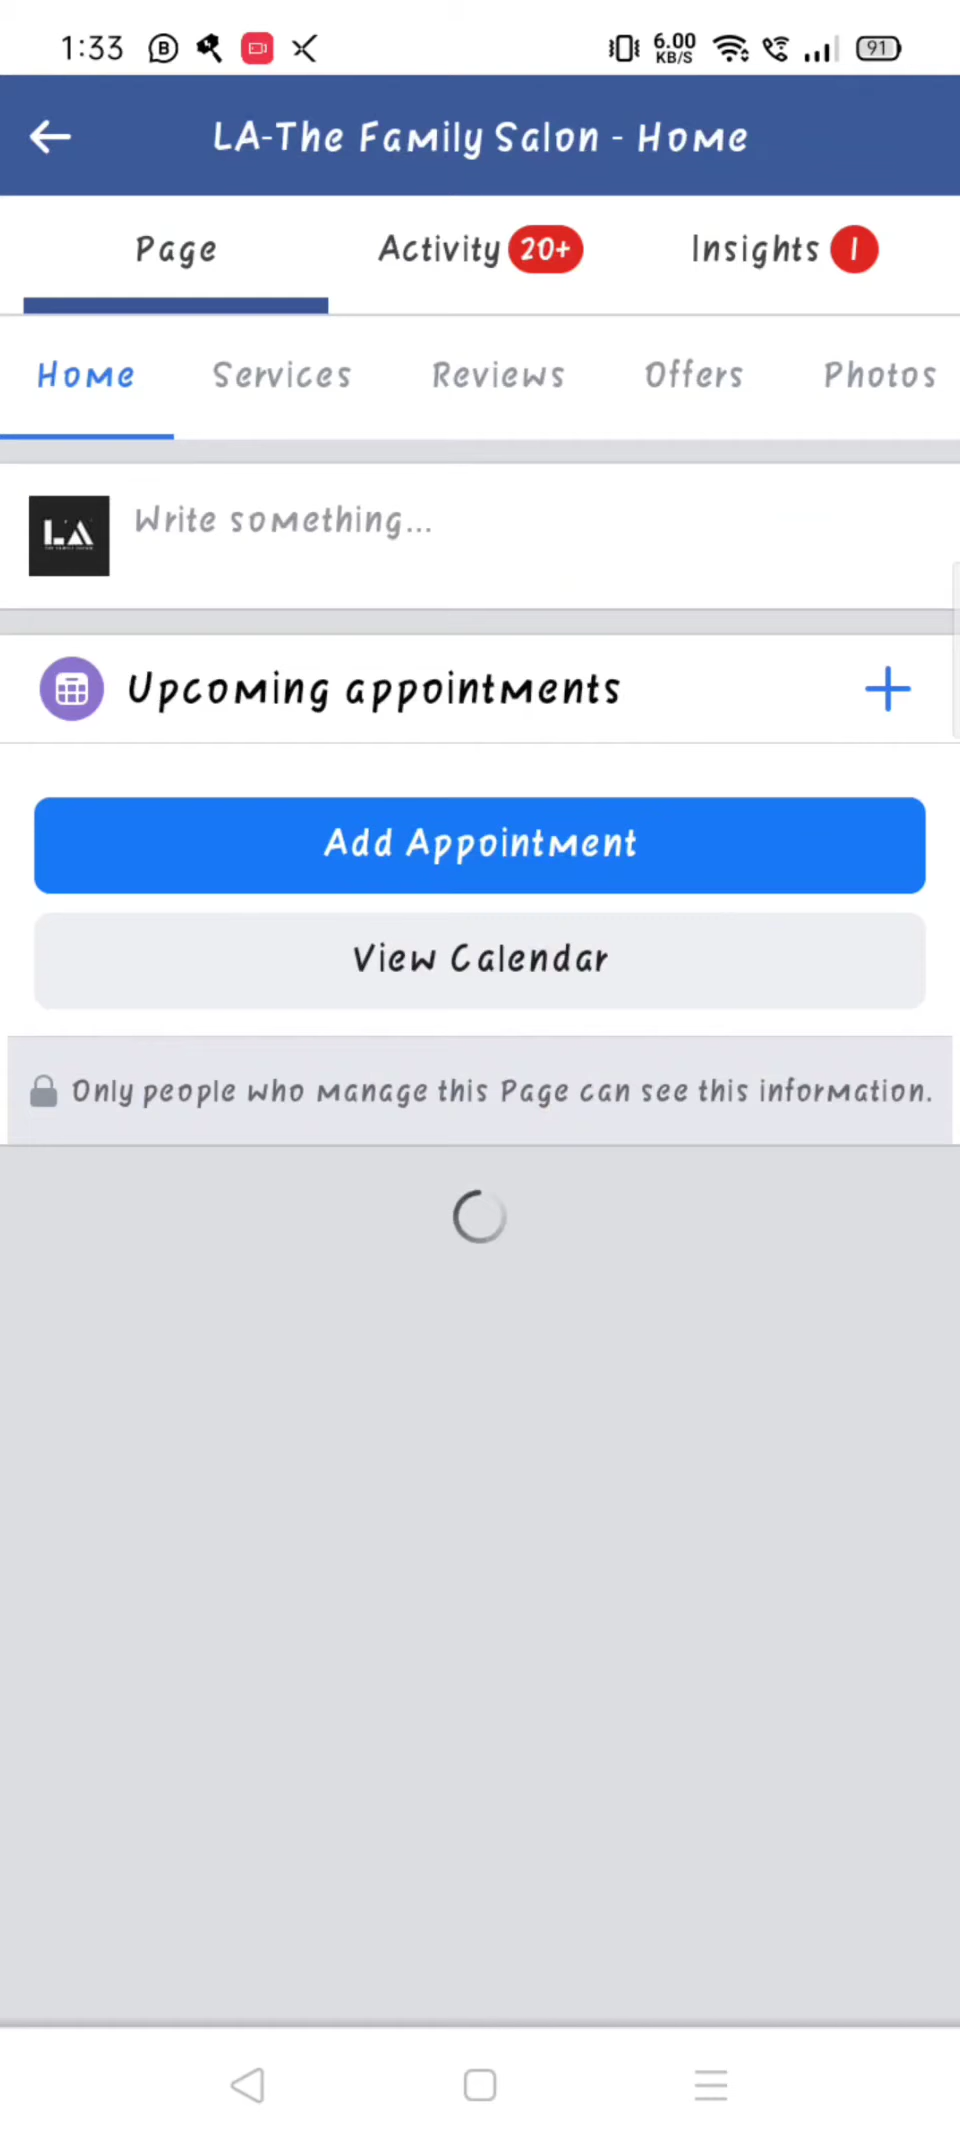 1:33
6.00
KB/S
91
LA-The Family Salon - Home
Page
Activity 20+
Insights 1
Home
Services
Reviews
Offers
Photos
LA
Write something...
Upcoming appointments
Add Appointment
View Calendar
Only people who manage this Page can see this information.